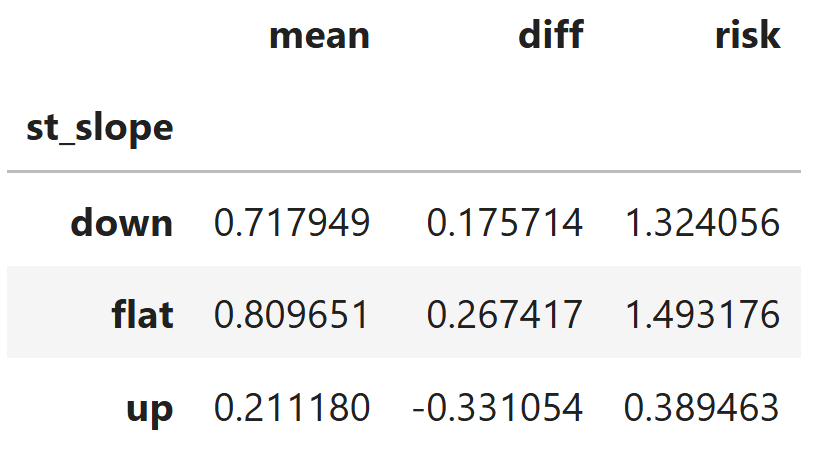 mean diff risk
st_slope
down 0.717949 0.175714 1.324056
flat 0.809651 0.267417 1.493176
up 0.211180 -0.331054 0.389463